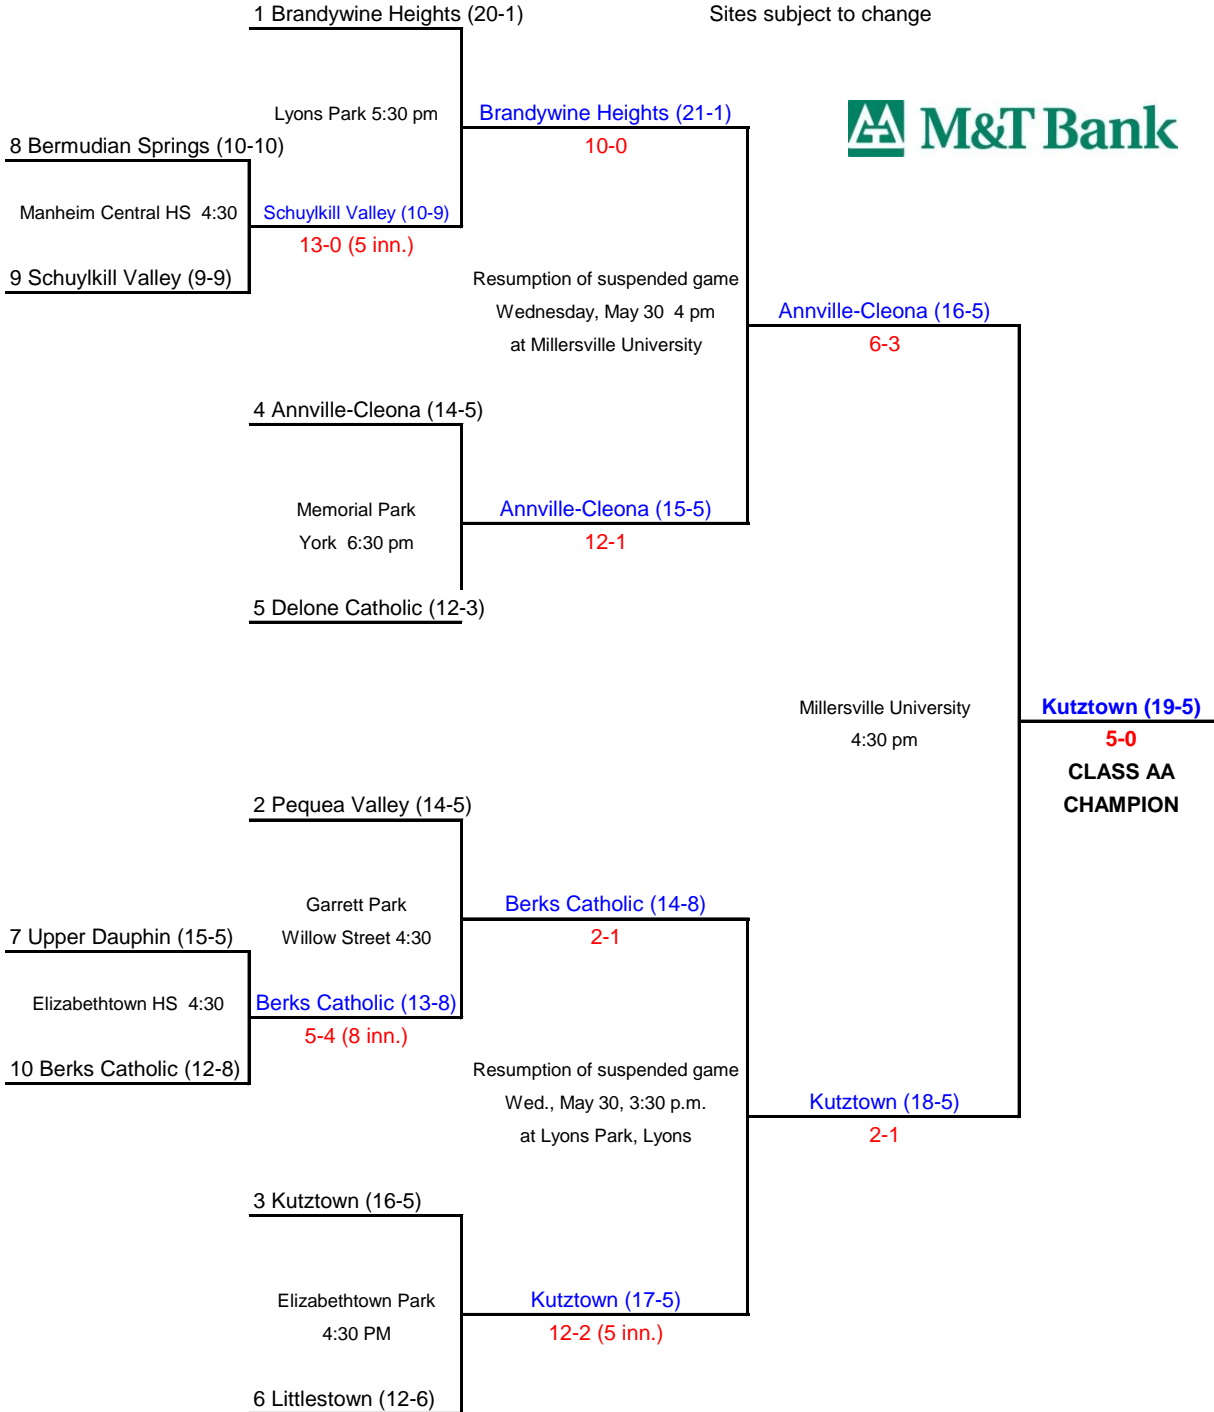 1 Brandywine Heights (20-1)
Sites subject to change
Lyons Park 5:30 pm
Brandywine Heights (21-1)
10-0
M&T Bank
8 Bermudian Springs (10-10)
Manheim Central HS  4:30
Schuylkill Valley (10-9)
13-0 (5 inn.)
9 Schuylkill Valley (9-9)
Resumption of suspended game
Wednesday, May 30  4 pm
at Millersville University
Annville-Cleona (16-5)
6-3
4 Annville-Cleona (14-5)
Memorial Park
York  6:30 pm
Annville-Cleona (15-5)
12-1
5 Delone Catholic (12-3)
Millersville University
4:30 pm
Kutztown (19-5)
5-0
CLASS AA
CHAMPION
2 Pequea Valley (14-5)
Garrett Park
Willow Street 4:30
Berks Catholic (14-8)
2-1
7 Upper Dauphin (15-5)
Elizabethtown HS  4:30
Berks Catholic (13-8)
5-4 (8 inn.)
10 Berks Catholic (12-8)
Resumption of suspended game
Wed., May 30, 3:30 p.m.
at Lyons Park, Lyons
Kutztown (18-5)
2-1
3 Kutztown (16-5)
Elizabethtown Park
4:30 PM
Kutztown (17-5)
12-2 (5 inn.)
6 Littlestown (12-6)